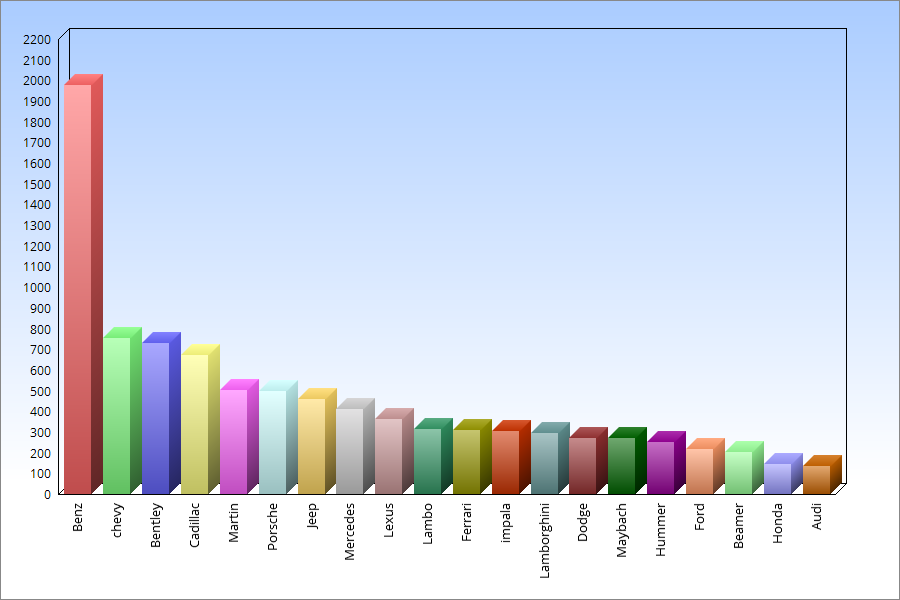 2200
2100
2000
1900
1800
1700
1600
1500
1400
1300
1200
1100
1000
900
800
700
600
500
400
300
200
100
0
Benz
chevy
Bentley
Cadillac
Martin
Porsche
Jeep
Mercedes
Lexus
Lambo
Ferrari
impala
Lamborghini
Dodge
Maybach
Hummer
Ford
Beamer
Honda
Audi